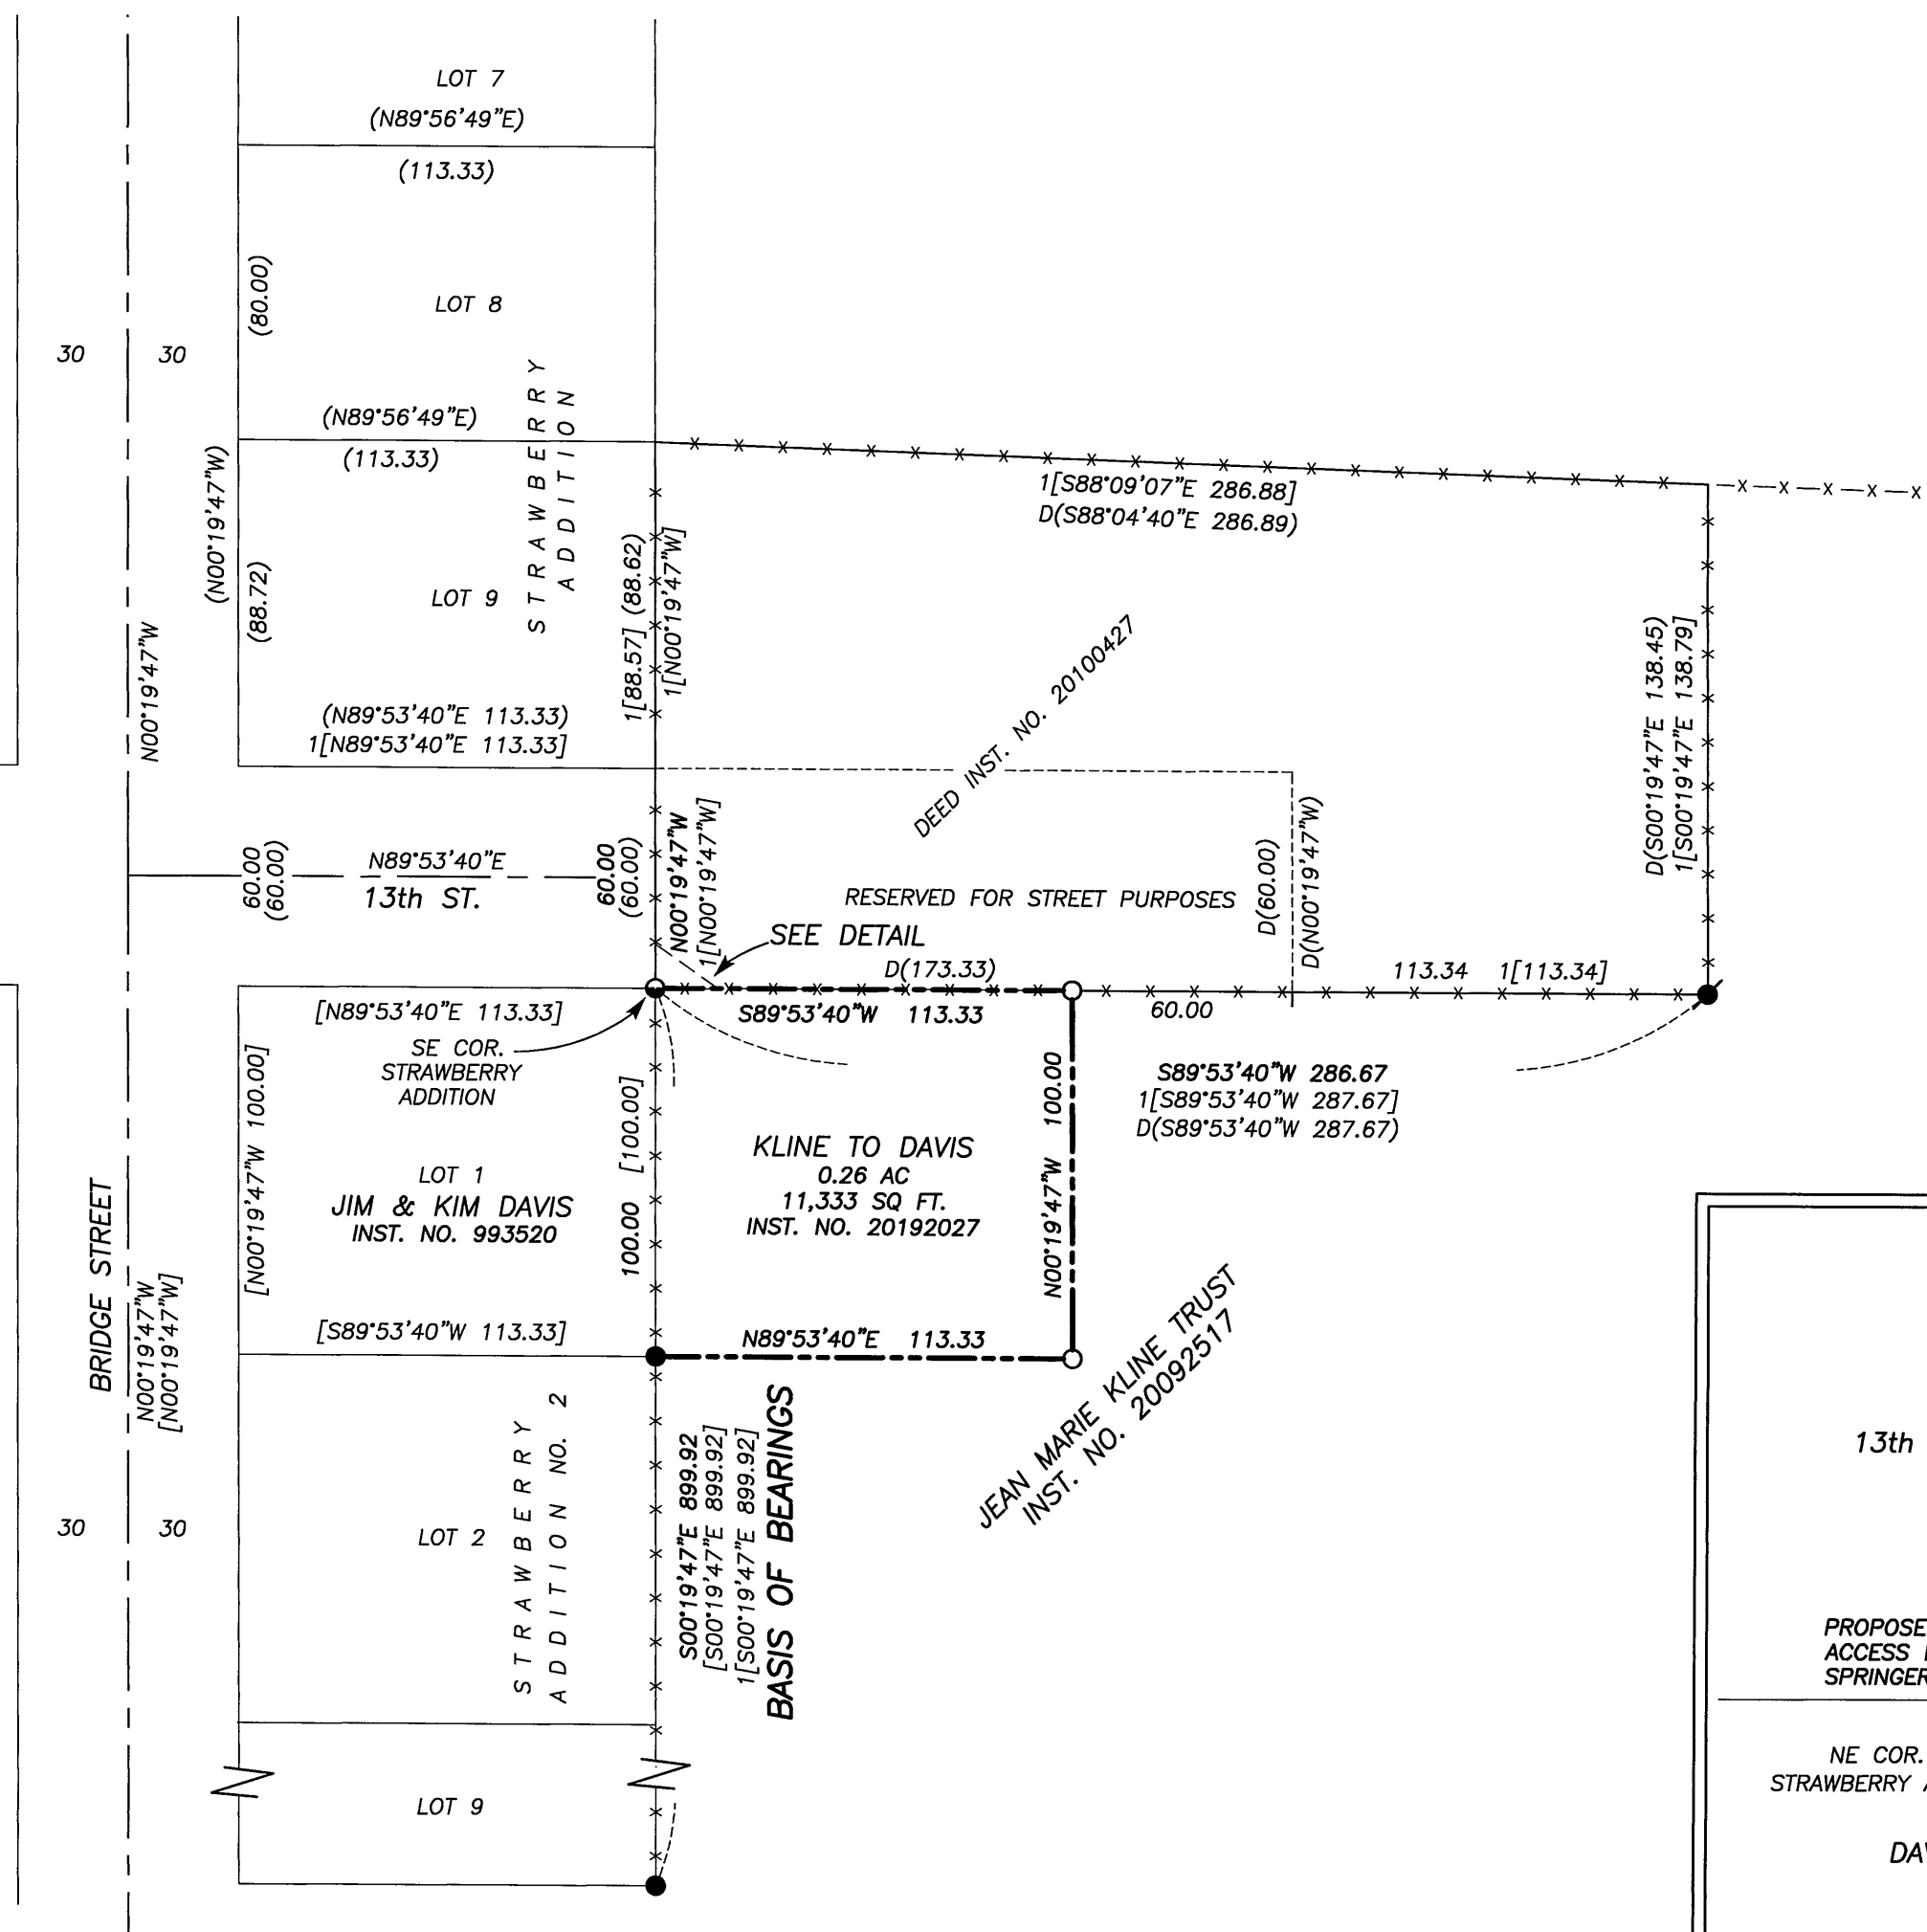 LOT 7
(N89°56'49"E)
(113.33)
(80.00)
LOT 8
30
30
STRAWBERRY
ADDITION
(N89°56'49"E)
(113.33)
(N00°19'47"W)
(88.72)
LOT 9
1[88.57] (88.62)
1[N00°19'47"W]
1[S88°09'07"E 286.88]
D(S88°04'40"E 286.89)
N00°19'47"W
(N89°53'40"E 113.33)
1[N89°53'40"E 113.33]
DEED INST. NO. 20100427
D(S00°19'47"E 138.45)
1[S00°19'47"E 138.79]
60.00
(60.00)
N89°53'40"E
13th ST.
60.00
(60.00)
N00°19'47"W
1[N00°19'47"W]
RESERVED FOR STREET PURPOSES
D(60.00)
D(N00°19'47"W)
SEE DETAIL
D(173.33)
113.34 1[113.34]
[N89°53'40"E 113.33]
S89°53'40"W 113.33
60.00
SE COR.
STRAWBERRY
ADDITION
[N00°19'47"W 100.00]
100.00 [100.00]
N00°19'47"W 100.00
S89°53'40"W 286.67
1[S89°53'40"W 287.67]
D(S89°53'40"W 287.67)
KLINE TO DAVIS
0.26 AC
11,333 SQ FT.
INST. NO. 20192027
LOT 1
JIM & KIM DAVIS
INST. NO. 993520
BRIDGE STREET
N00°19'47"W
[N00°19'47"W]
[S89°53'40"W 113.33]
N89°53'40"E 113.33
JEAN MARIE KLINE TRUST
INST. NO. 20092517
30
30
LOT 2
STRAWBERRY
ADDITION NO. 2
S00°19'47"E 899.92
[S00°19'47"E 899.92]
1[S00°19'47"E 899.92]
BASIS OF BEARINGS
LOT 9
13th
PROPOSE
ACCESS
SPRINGER
NE COR.
STRAWBERRY
DAV